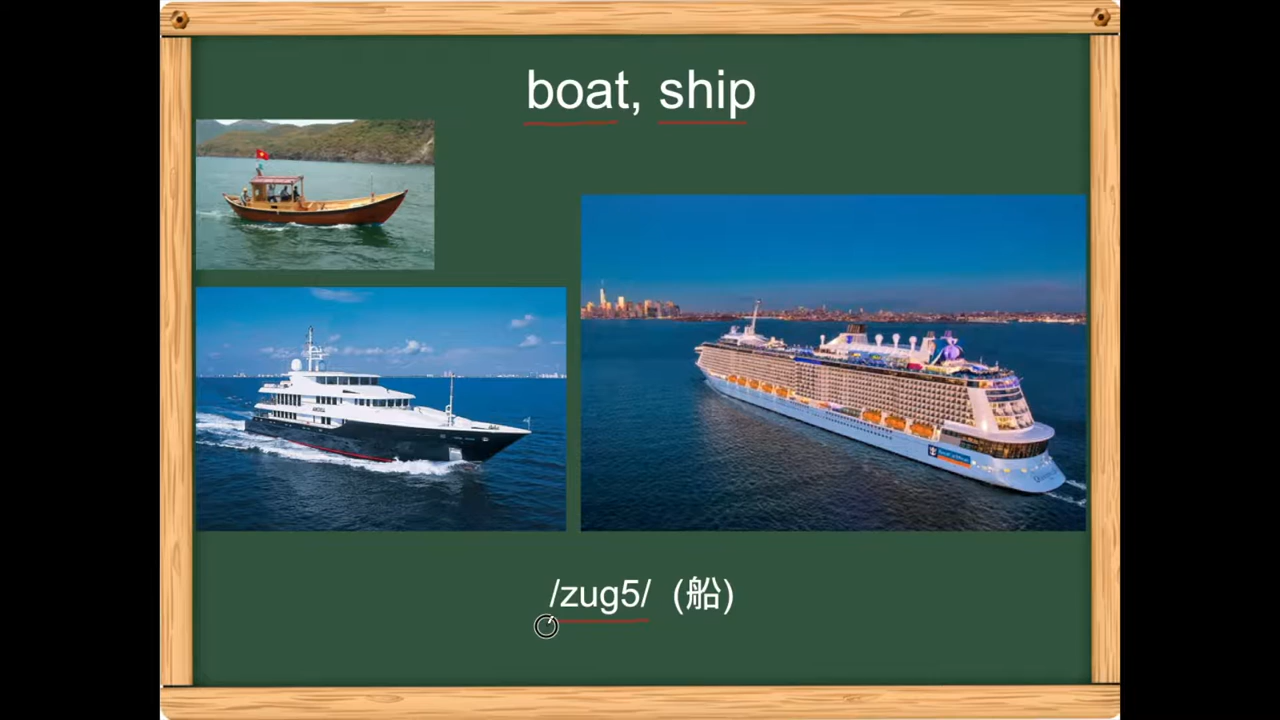 boat, ship
/zug5/ (船)